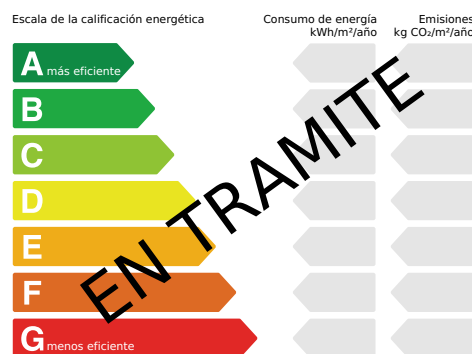 Escala de la calificación energética
Consumo de energía
kWh/m²/año
Emisiones
kg CO₂/m²/año
A más eficiente
B
C
D
E
F
G menos eficiente
EN TRAMITE